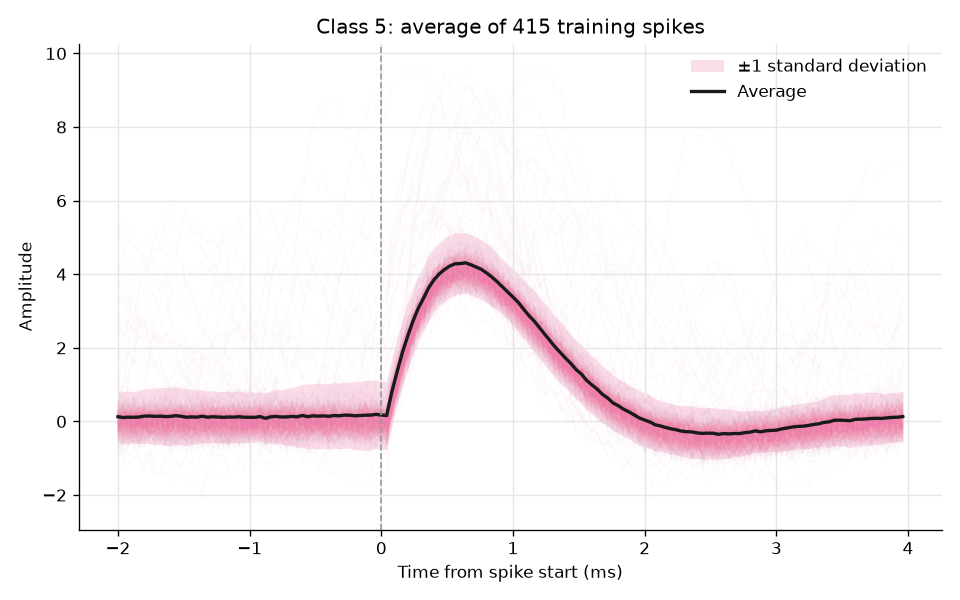 Class 5: average of 415 training spikes
±1 standard deviation
Average
Amplitude
10
8
6
4
2
0
−2
−2 −1 0 1 2 3 4
Time from spike start (ms)